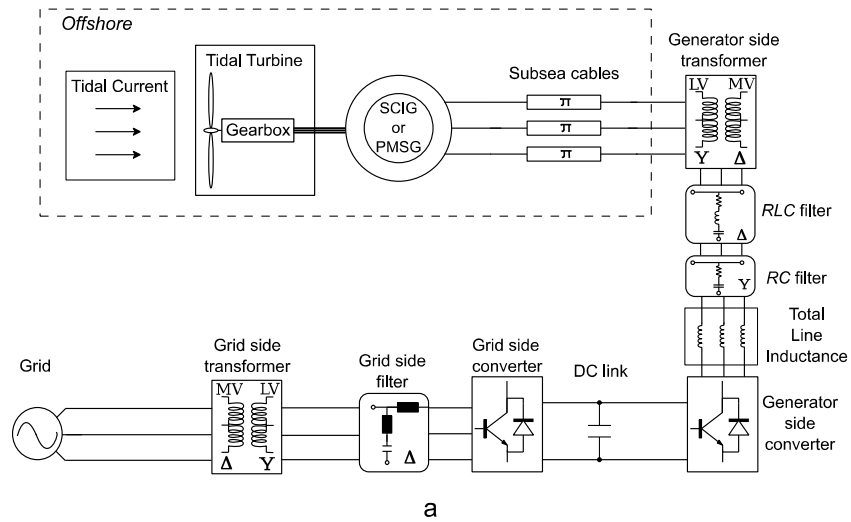 Offshore
Tidal Current
Tidal Turbine
Gearbox
SCIG
or
PMSG
Subsea cables
π
π
π
Generator side
transformer
LV MV
Y Δ
RLC filter
Δ
RC filter
Y
Total
Line
Inductance
Grid
Grid side
transformer
MV LV
Δ Y
Grid side
filter
Δ
Grid side
converter
DC link
Generator
side
converter
a